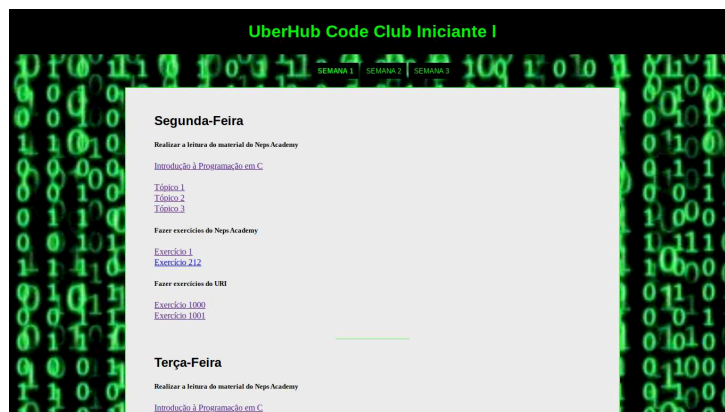 UberHub Code Club Iniciante I
SEMANA 1 SEMANA 2 SEMANA 3
Segunda-Feira
Realizar a leitura do material do Neps Academy
Introdução à Programação em C
Tópico 1
Tópico 2
Tópico 3
Fazer exercícios do Neps Academy
Exercício 1
Exercício 212
Fazer exercícios do URI
Exercício 1000
Exercício 1001
Terça-Feira
Realizar a leitura do material do Neps Academy
Introdução à Programação em C